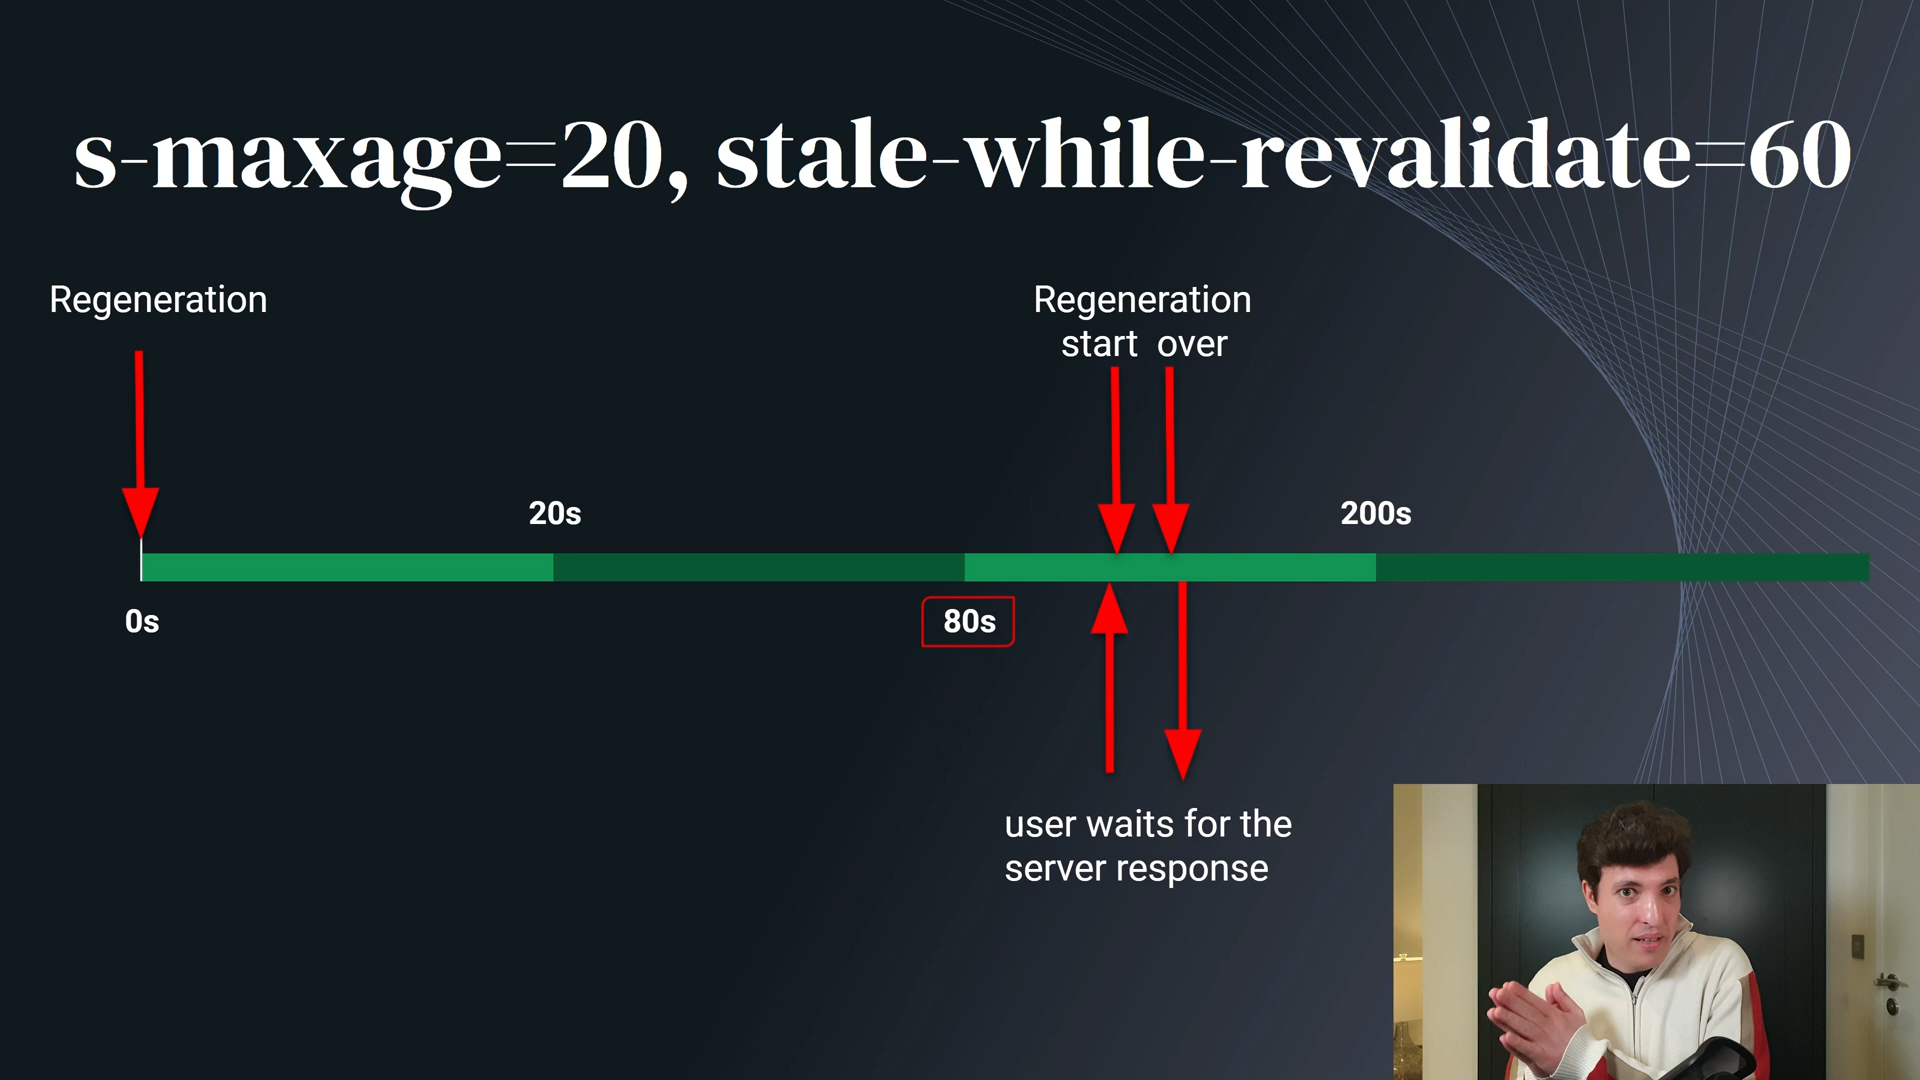 s-maxage=20, stale-while-revalidate=60
Regeneration
Regeneration
start over
20s
200s
0s
80s
user waits for the
server response